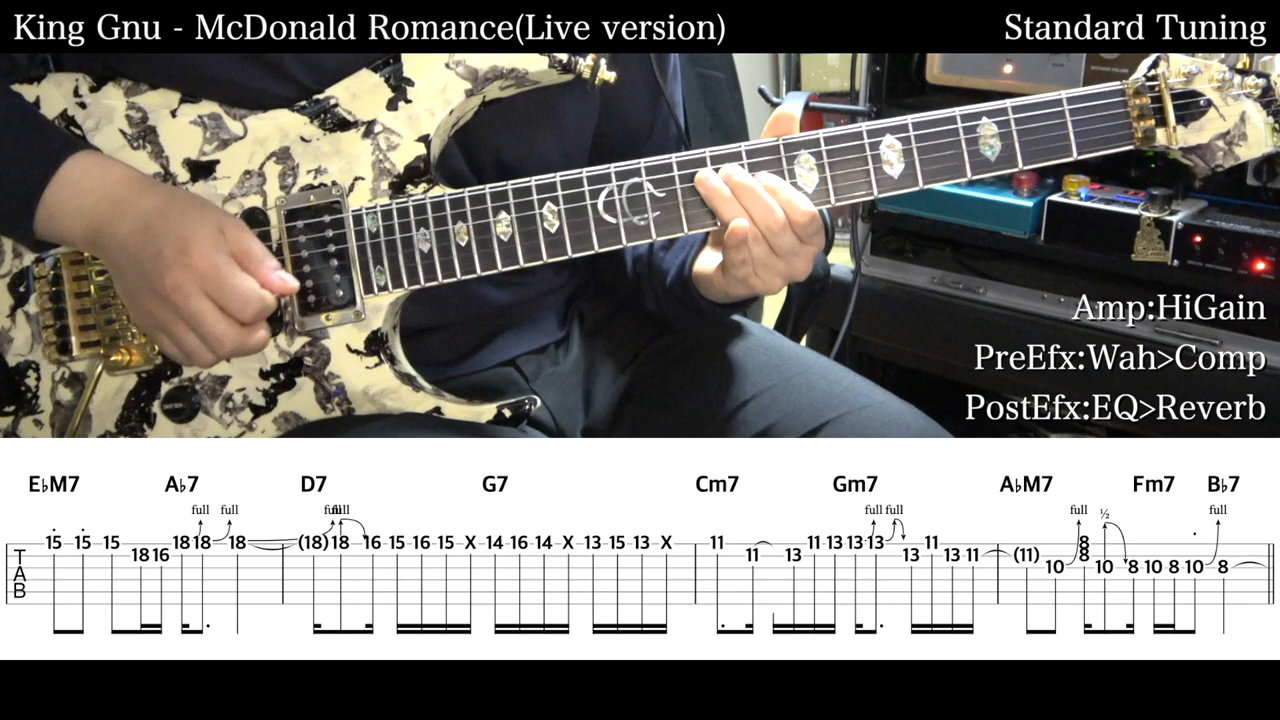 King Gnu - McDonald Romance(Live version)
Standard Tuning
Amp:HiGain
PreEfx:Wah>Comp
PostEfx:EQ>Reverb
E♭M7 A♭7 D7 G7 Cm7 Gm7 A♭M7 Fm7 B♭7
full full full full full full full ½ full
15 15 15 18 16 18 18 18 (18) 18 16 15 16 15 X 14 16 14 X 13 15 13 X 11 11 13 11 13 13 13 13 11 13 11 (11) 10 8 8 10 8 10 8 10 8
T
A
B